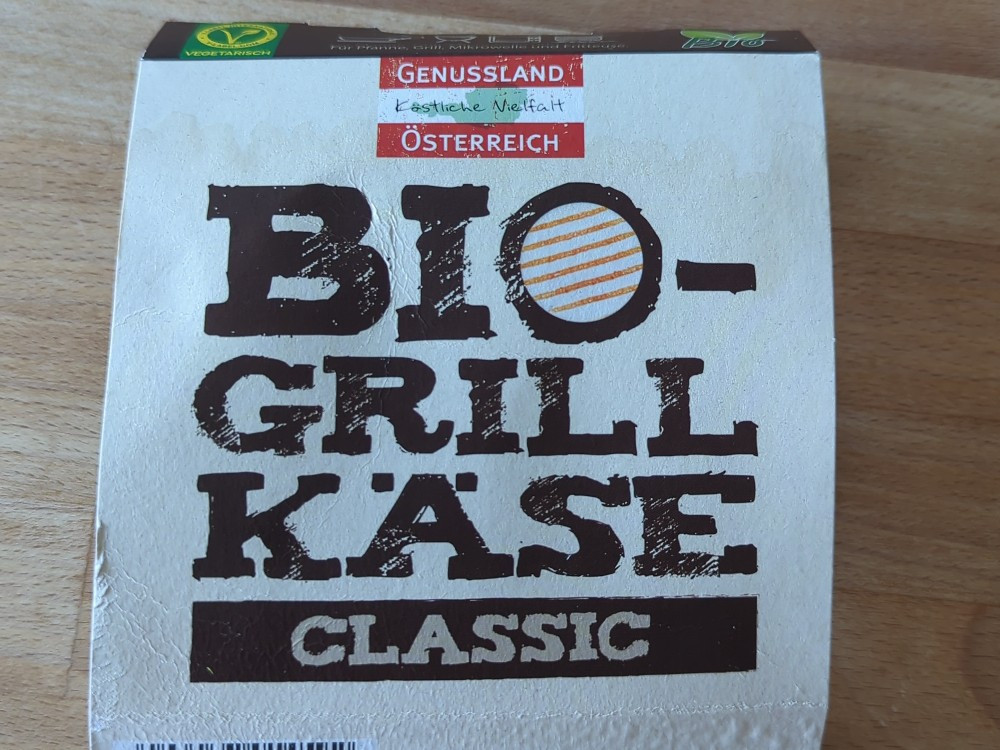 VEGETARISCH
Für Pfanne, Grill, Mikrowelle und Fritteuse
Bio
GENUSSLAND
Köstliche Vielfalt
ÖSTERREICH
BIO-
GRILL
KÄSE
CLASSIC